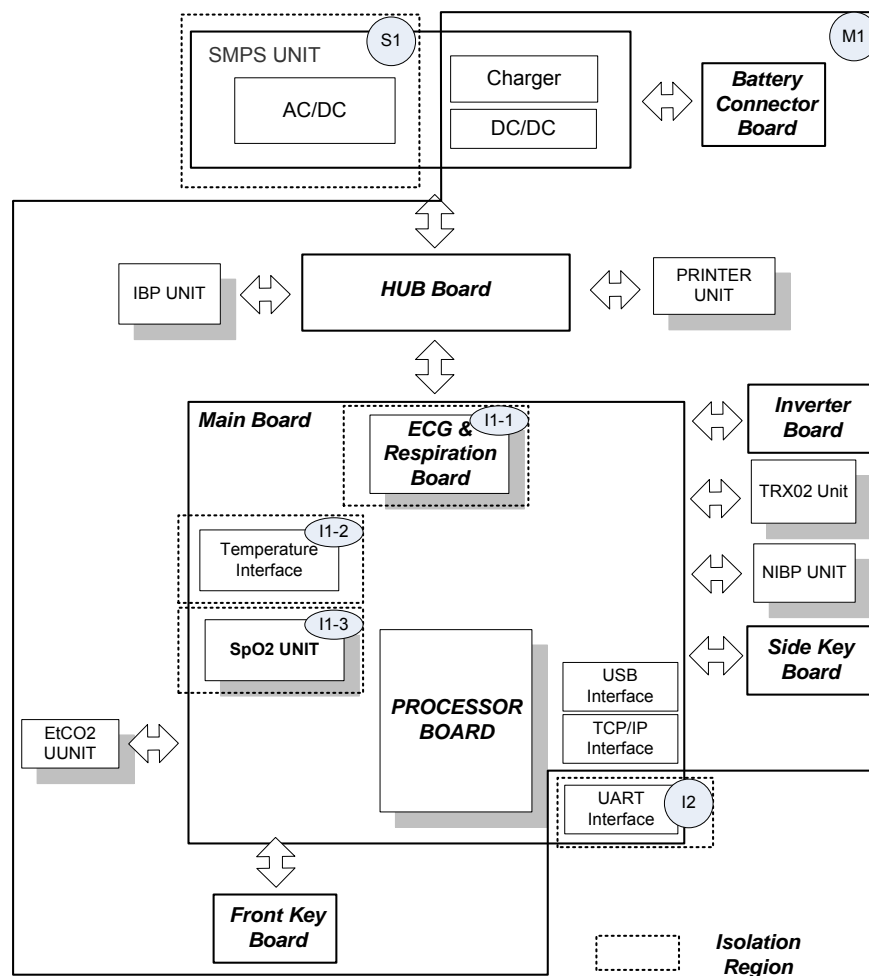 S1
M1
SMPS UNIT
AC/DC
Charger
DC/DC
Battery
Connector
Board
IBP UNIT
HUB Board
PRINTER
UNIT
Main Board
I1-1
ECG &
Respiration
Board
Inverter
Board
TRX02 Unit
I1-2
Temperature
Interface
NIBP UNIT
I1-3
SpO2 UNIT
Side Key
Board
PROCESSOR
BOARD
USB
Interface
TCP/IP
Interface
EtCO2
UUNIT
UART
Interface
I2
Front Key
Board
Isolation
Region